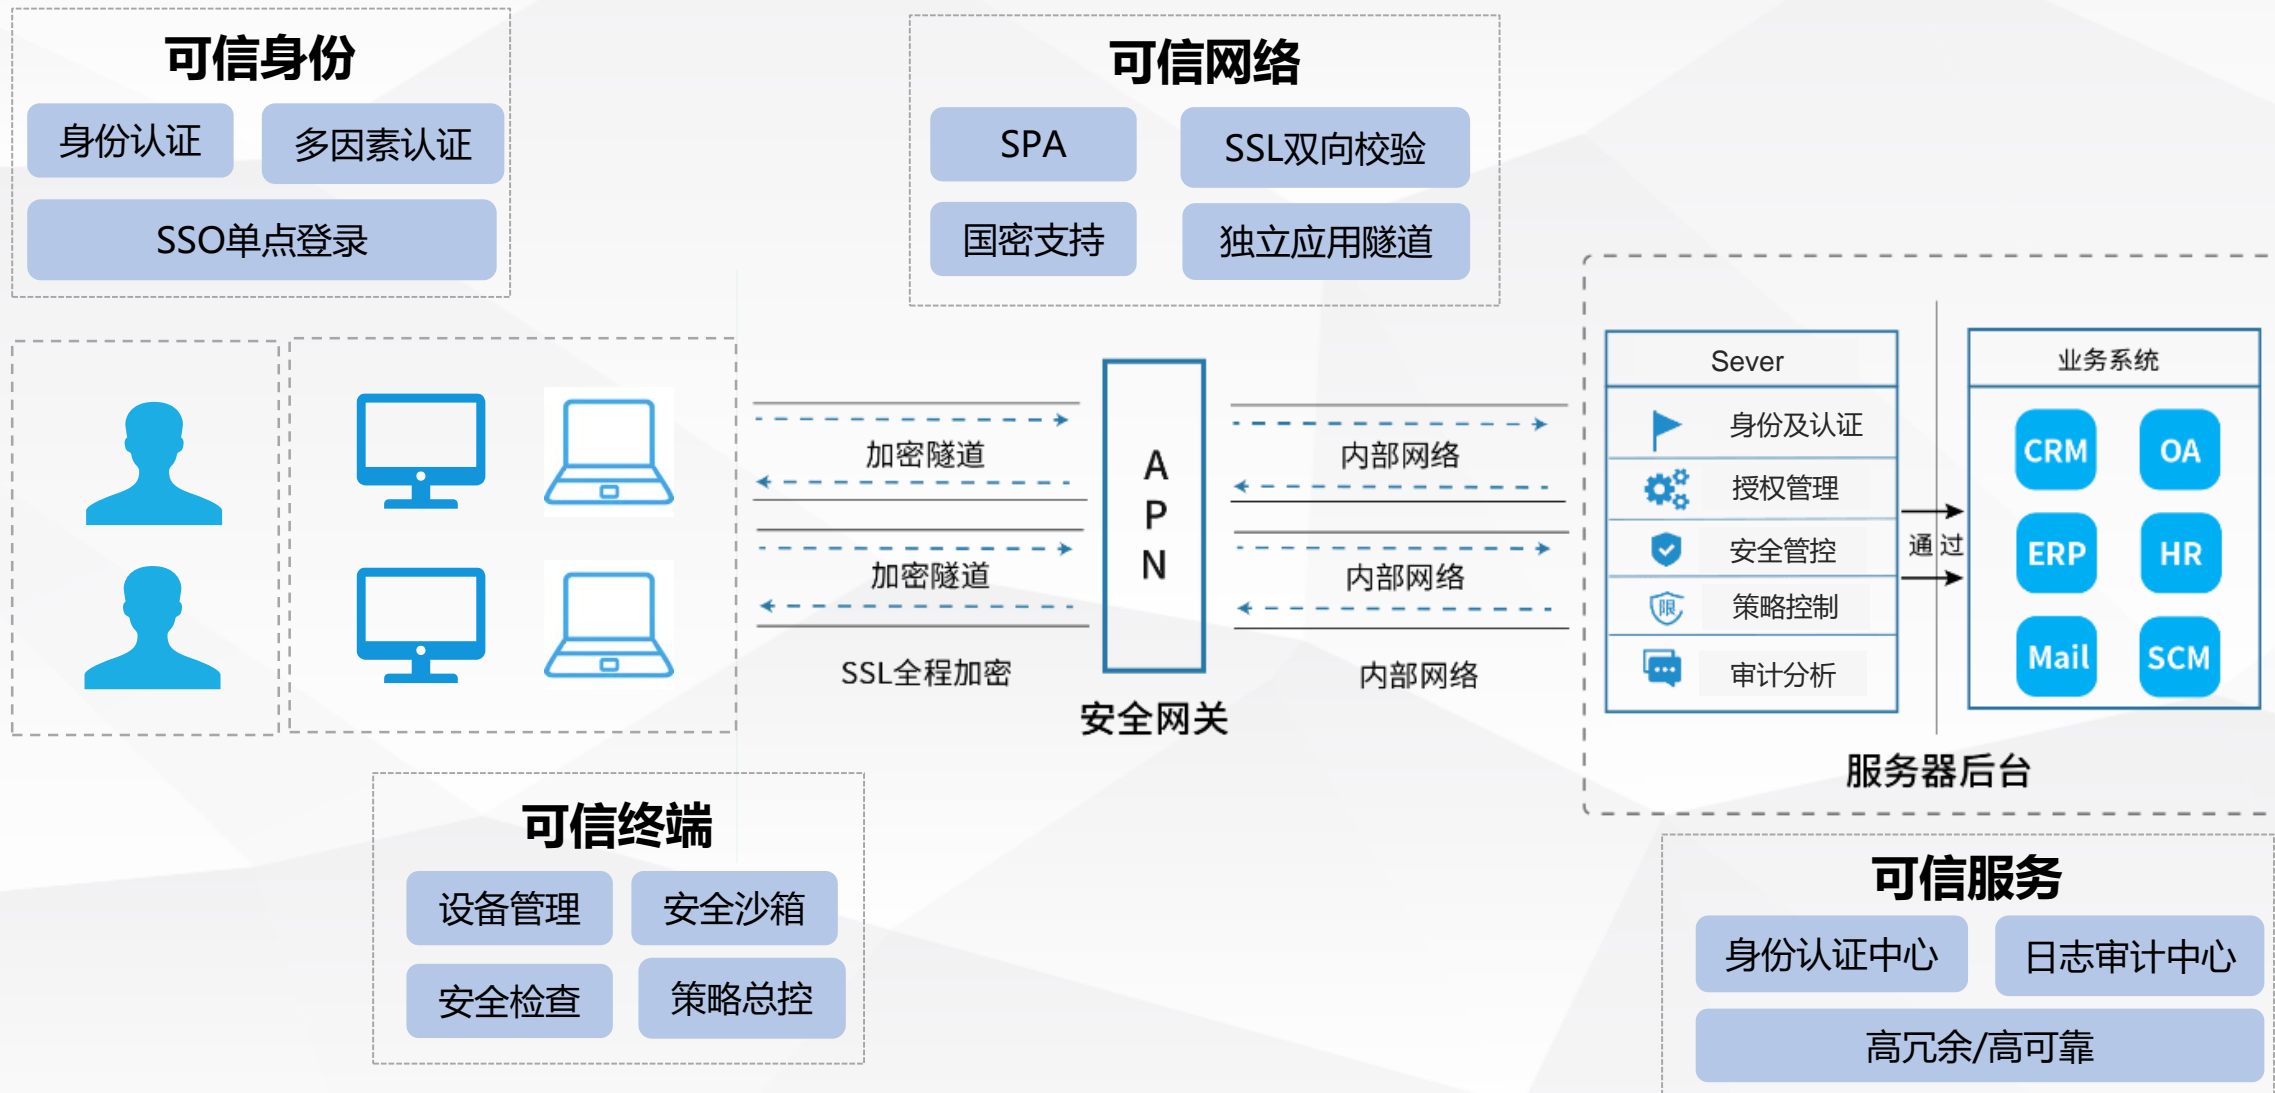 可信身份
身份认证
多因素认证
SSO单点登录
可信网络
SPA
SSL双向校验
国密支持
独立应用隧道
加密隧道
加密隧道
SSL全程加密
A
P
N
安全网关
内部网络
内部网络
内部网络
Sever
身份及认证
授权管理
安全管控
限
策略控制
审计分析
通过
业务系统
CRM
OA
ERP
HR
Mail
SCM
服务器后台
可信终端
设备管理
安全沙箱
安全检查
策略总控
可信服务
身份认证中心
日志审计中心
高冗余/高可靠